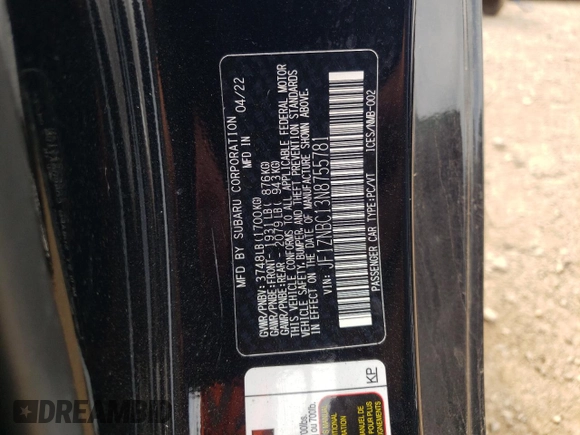 MFD BY SUBARU CORPORATION 04/22
MFD IN
GVWR/PNBV: 3748LB(1700KG)
GAWR/PNBE:FRONT- 1931LB( 876KG)
GAWR/PNBE:REAR - 2079LB( 943KG)
THIS VEHICLE CONFORMS TO ALL APPLICABLE FEDERAL MOTOR
VEHICLE SAFETY,BUMPER,AND THEFT PREVENTION STANDARDS
IN EFFECT ON THE DATE OF MANUFACTURE SHOWN ABOVE.
VIN: JF1ZNBC13N8755781
PASSENGER CAR TYPE:PC/VT ICES/NMB-002
KP
DREAMBID